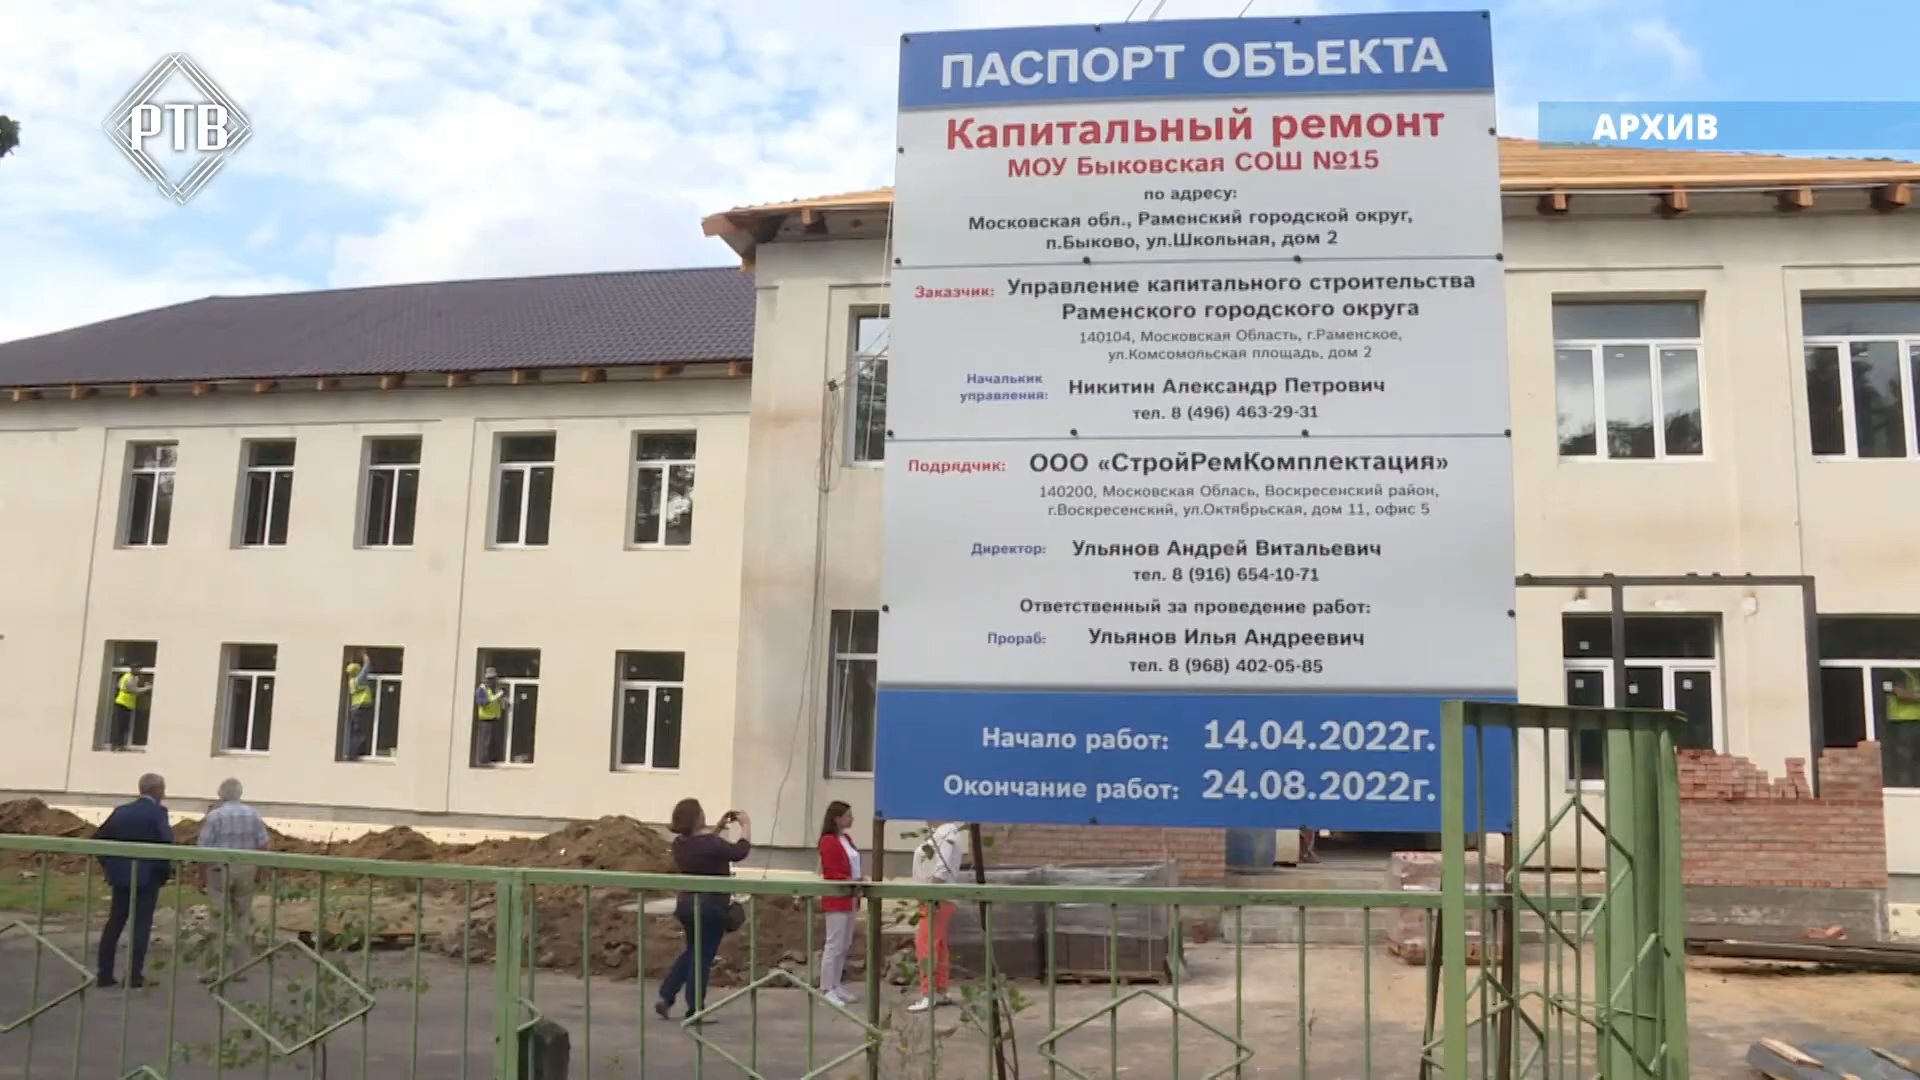 РТВ
АРХИВ
ПАСПОРТ ОБЪЕКТА
Капитальный ремонт
МОУ Быковская СОШ №15
по адресу:
Московская обл., Раменский городской округ,
п.Быково, ул.Школьная, дом 2
Заказчик: Управление капитального строительства
Раменского городского округа
140104, Московская Область, г.Раменское,
ул.Комсомольская площадь, дом 2
Начальких
управления: Никитин Александр Петрович
тел. 8 (496) 463-29-31
Подрядчик: ООО «СтройРемКомплектация»
140200, Московская Облась, Воскресенский район,
г.Воскресенский, ул.Октябрьская, дом 11, офис 5
Директор: Ульянов Андрей Витальевич
тел. 8 (916) 654-10-71
Ответственный за проведение работ:
Прораб: Ульянов Илья Андреевич
тел. 8 (968) 402-05-85
Начало работ: 14.04.2022г.
Окончание работ: 24.08.2022г.